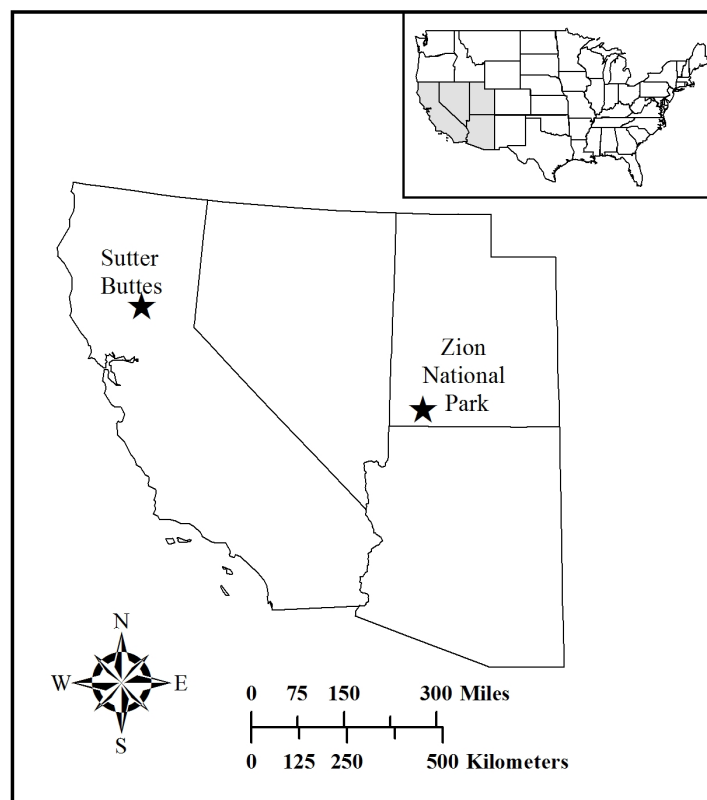 Sutter
Buttes
Zion
National
Park
N
W E
S
0 75 150 300 Miles
0 125 250 500 Kilometers